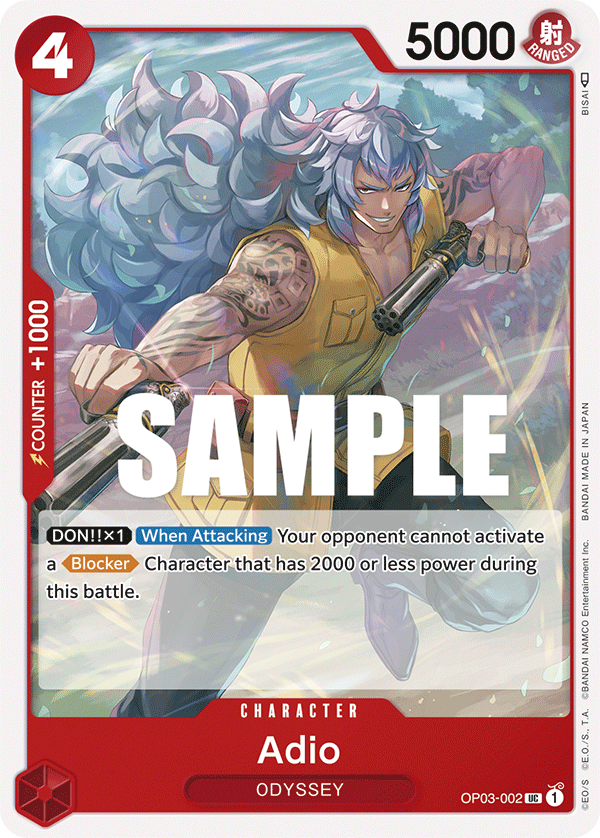 4
5000
射
RANGED
BISAI
COUNTER +1000
SAMPLE
DON!!×1 When Attacking Your opponent cannot activate
a Blocker Character that has 2000 or less power during
this battle.
CHARACTER
Adio
ODYSSEY
OP03-002 UC 1
©EO/S ©E.O./S., T.A. ©BANDAI NAMCO Entertainment Inc. BANDAI MADE IN JAPAN